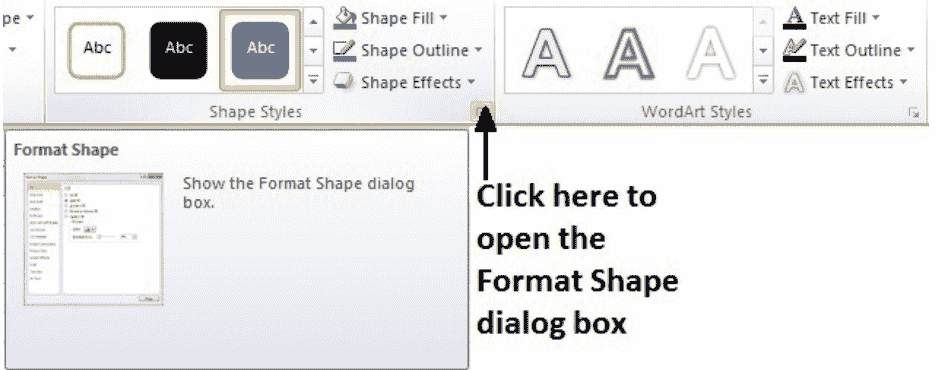 pe
Abc Abc Abc
Shape Fill
Shape Outline
Shape Effects
Shape Styles
A A A
A Text Fill
A Text Outline
A Text Effects
WordArt Styles
Format Shape
Show the Format Shape dialog
box.
Click here to
open the
Format Shape
dialog box